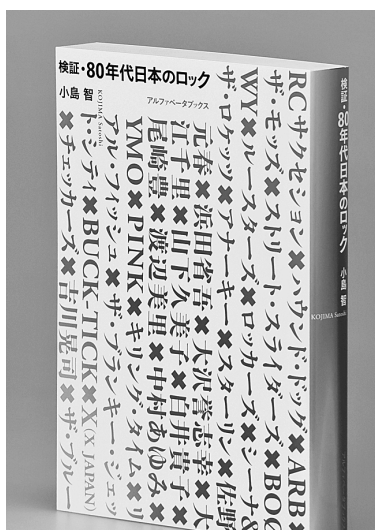 検証・80年代日本のロック
小島 智
KOJIMA Satoshi
アルファベータブックス
RCサクセション✖ハウンド・ドッグ✖ARB✖
ザ・モッズ✖ストリート・スライダーズ✖BOØ
WY✖ルースターズ✖ロッカーズ✖シーナ&
ザ・ロケッツ✖アナーキー✖スターリン✖佐野
元春✖浜田省吾✖大沢誉志幸✖大
江千里✖山下久美子✖白井貴子✖
尾崎豊✖渡辺美里✖中村あゆみ✖
YMO✖PINK✖キリング・タイム✖リ
アル・フィッシュ✖ザ・ブランキー・ジェッ
ト・シティ✖BUCK-TICK✖X(X JAPAN)
✖チェッカーズ✖吉川晃司✖ザ・ブルー
検証・80年代日本のロック
小島 智
KOJIMA Satoshi